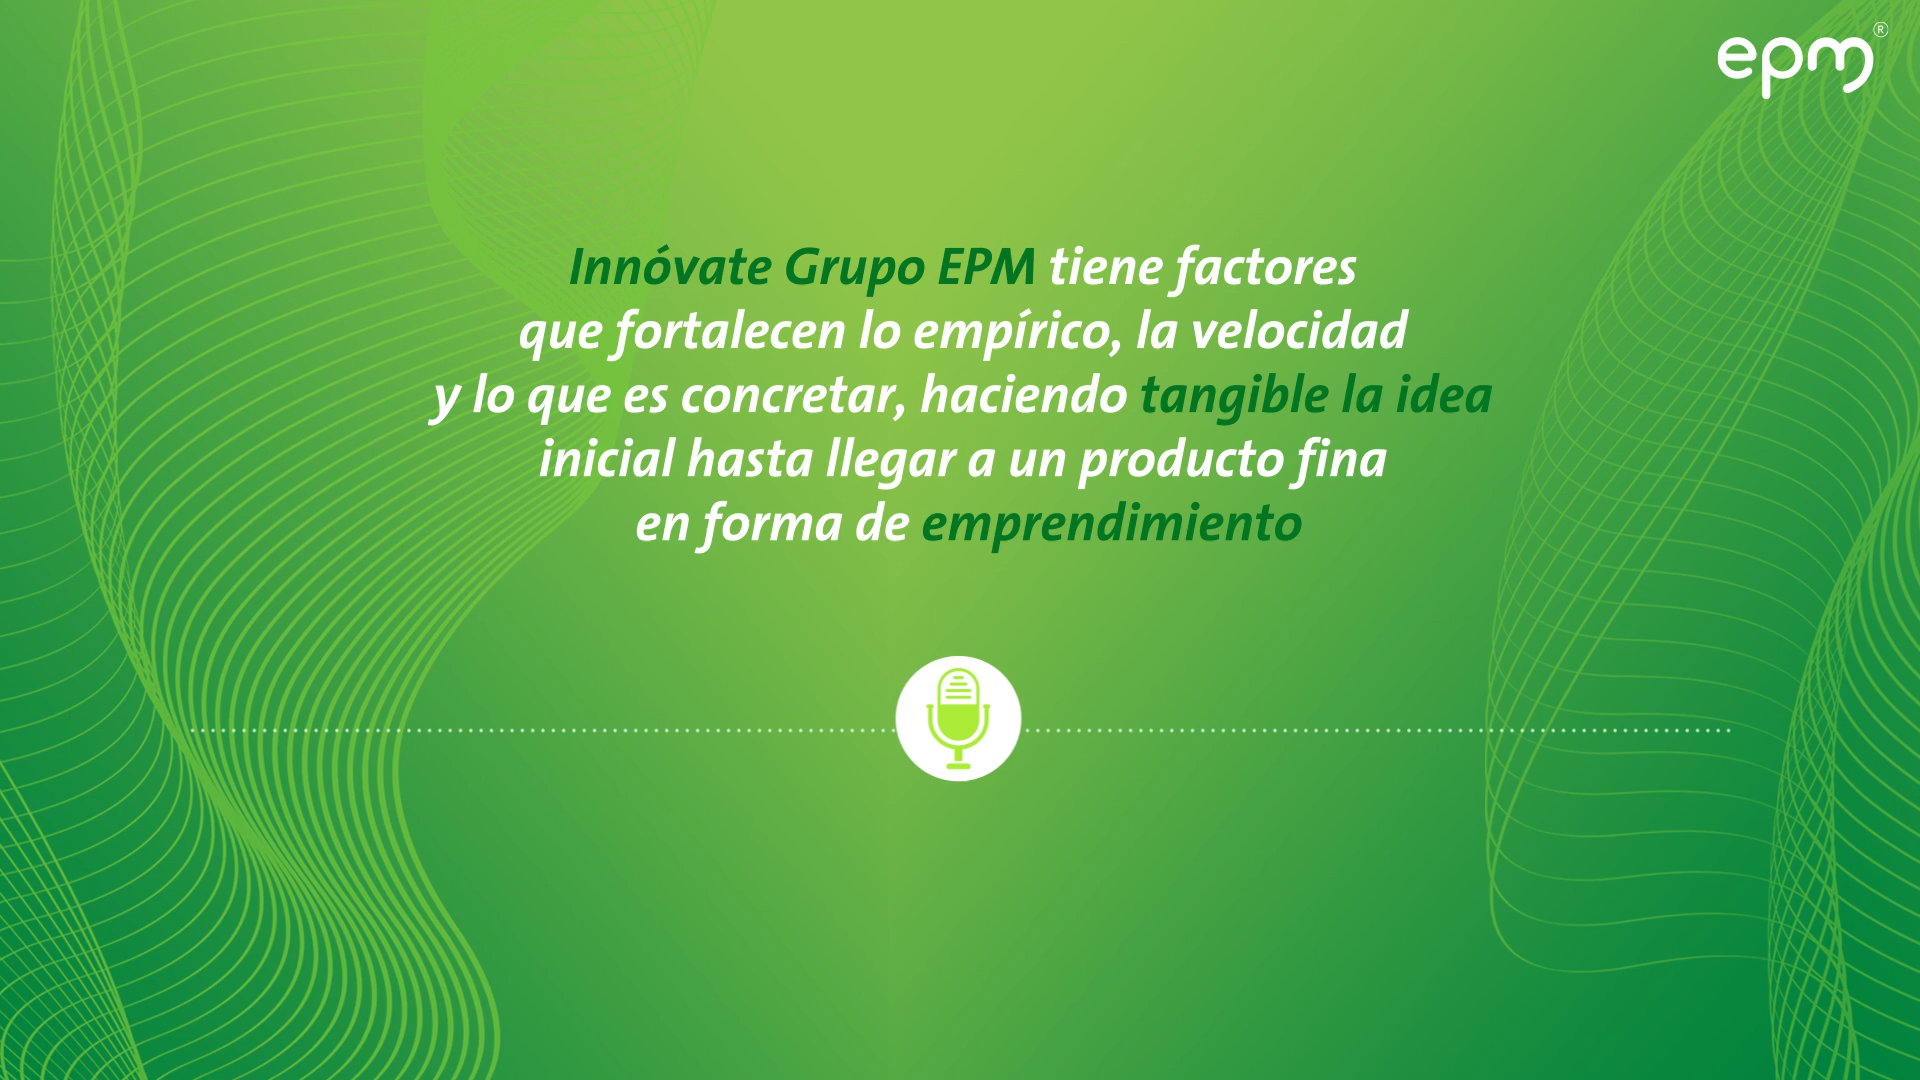 epm®
Innóvate Grupo EPM tiene factores
que fortalecen lo empírico, la velocidad
y lo que es concretar, haciendo tangible la idea
inicial hasta llegar a un producto fina
en forma de emprendimiento